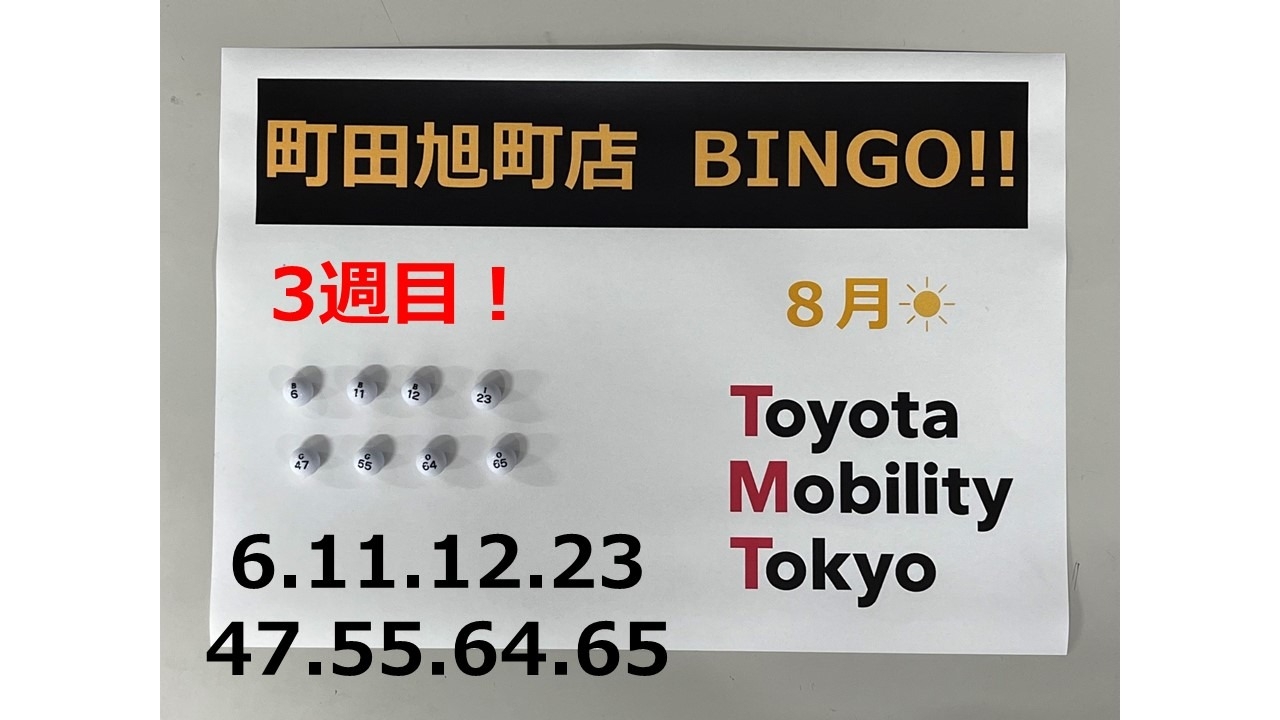 町田旭町店 BINGO!!
3週目！
８月
B 6
B 11
B 12
I 23
G 47
G 55
O 64
O 65
6.11.12.23
47.55.64.65
Toyota
Mobility
Tokyo